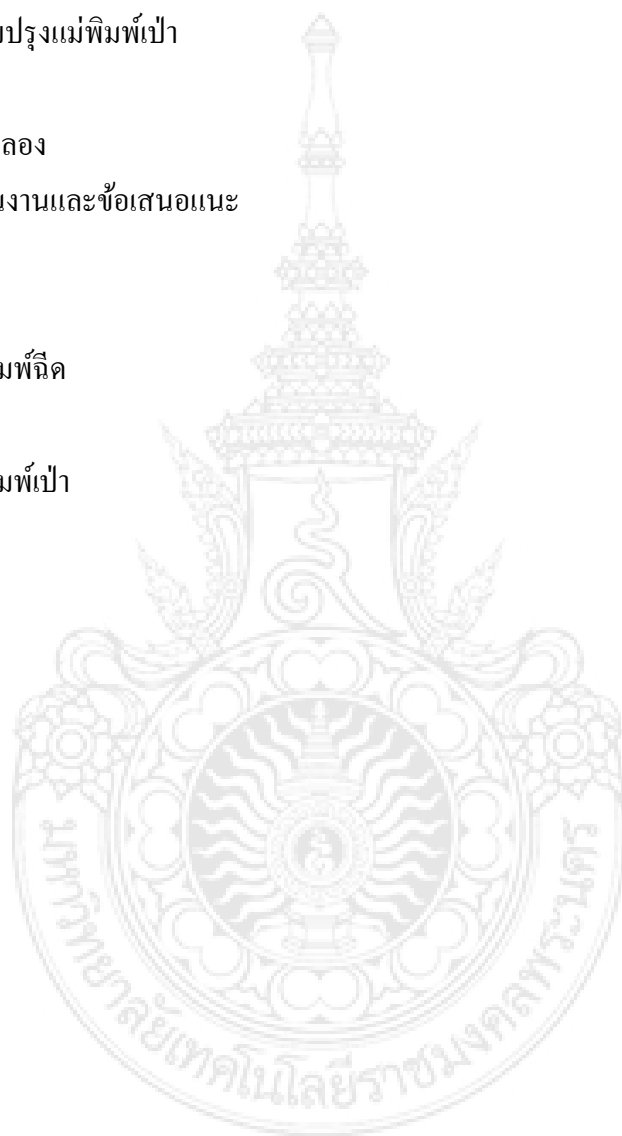 ปรุงแม่พิมพ์เป่า
ลอง
นงานและข้อเสนอแนะ
มพ์ฉีด
มพ์เป่า
มหาวิทยาลัยเทคโนโลยีราชมงคลพระนคร